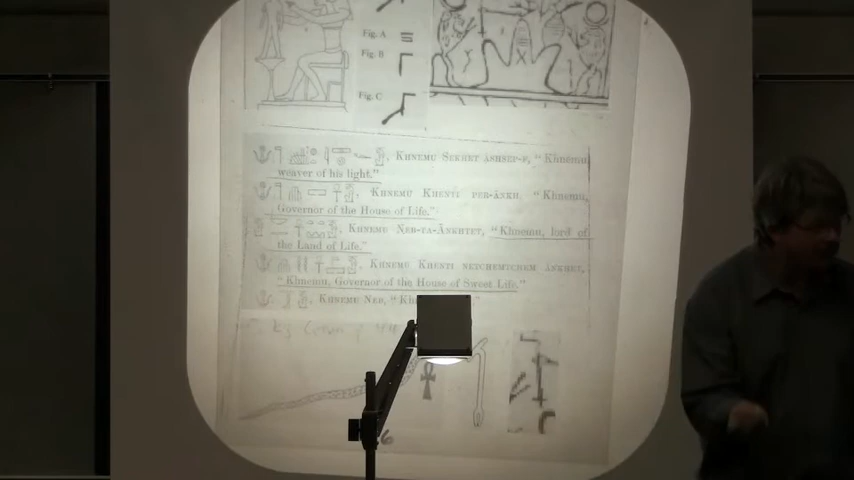 Fig. A
Fig. B
Fig. C
KHNEMU SEKHET ȦSHSEP-F, "Khnemu,
weaver of his light."
KHNEMU KHENTI PER-ĀNKH, "Khnemu,
Governor of the House of Life."
KHNEMU NEB-TA-ĀNKHTET, "Khnemu, lord of
the Land of Life."
KHNEMU KHENTI NETCHEMTCHEM ĀNKHET,
"Khnemu, Governor of the House of Sweet Life."
KHNEMU NEB, "
6